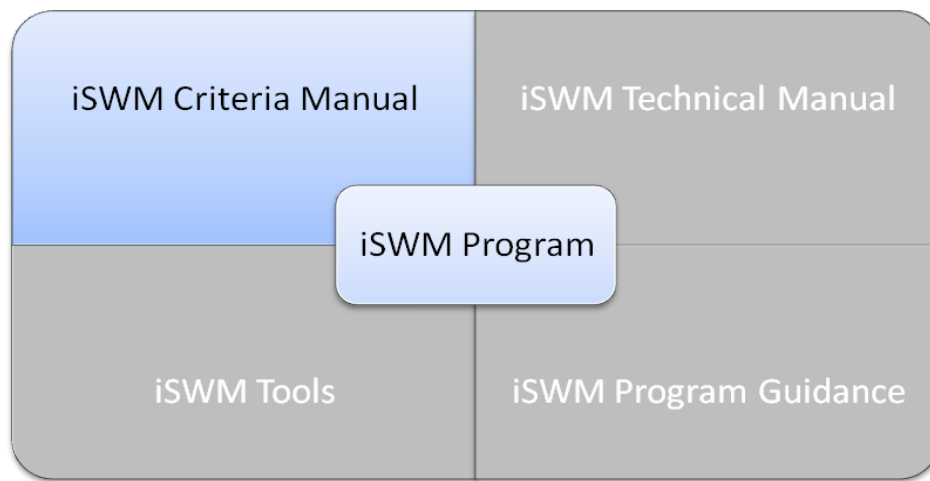 iSWM Criteria Manual
iSWM Technical Manual
iSWM Program
iSWM Tools
iSWM Program Guidance